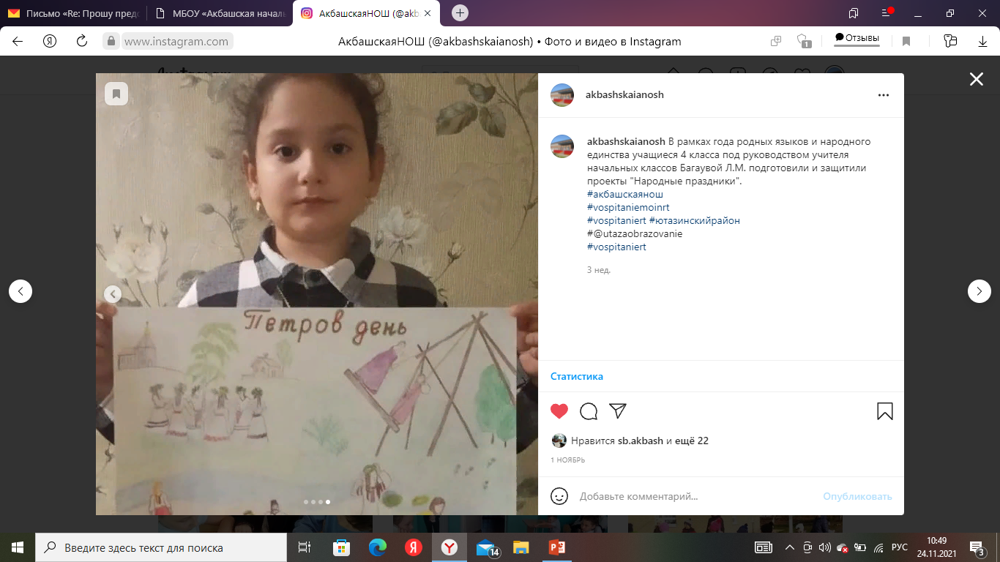 Письмо «Re: Прошу предс
МБОУ «Акбашская началь
АкбашскаяНОШ (@akb
www.instagram.com
АкбашскаяНОШ (@akbashskaianosh) • Фото и видео в Instagram
1
Отзывы
akbashskaianosh
akbashskaianosh В рамках года родных языков и народного
единства учащиеся 4 класса под руководством учителя
начальных классов Багаувой Л.М. подготовили и защитили
проекты "Народные праздники".
#акбашскаянош
#vospitaniemoinrt
#vospitaniert #ютазинскийрайон
#@utazaobrazovanie
#vospitaniert
3 нед.
Петров день
Статистика
Нравится sb.akbash и ещё 22
1 НОЯБРЬ
Добавьте комментарий...
Опубликовать
Введите здесь текст для поиска
14
РУС
10:49
24.11.2021
3